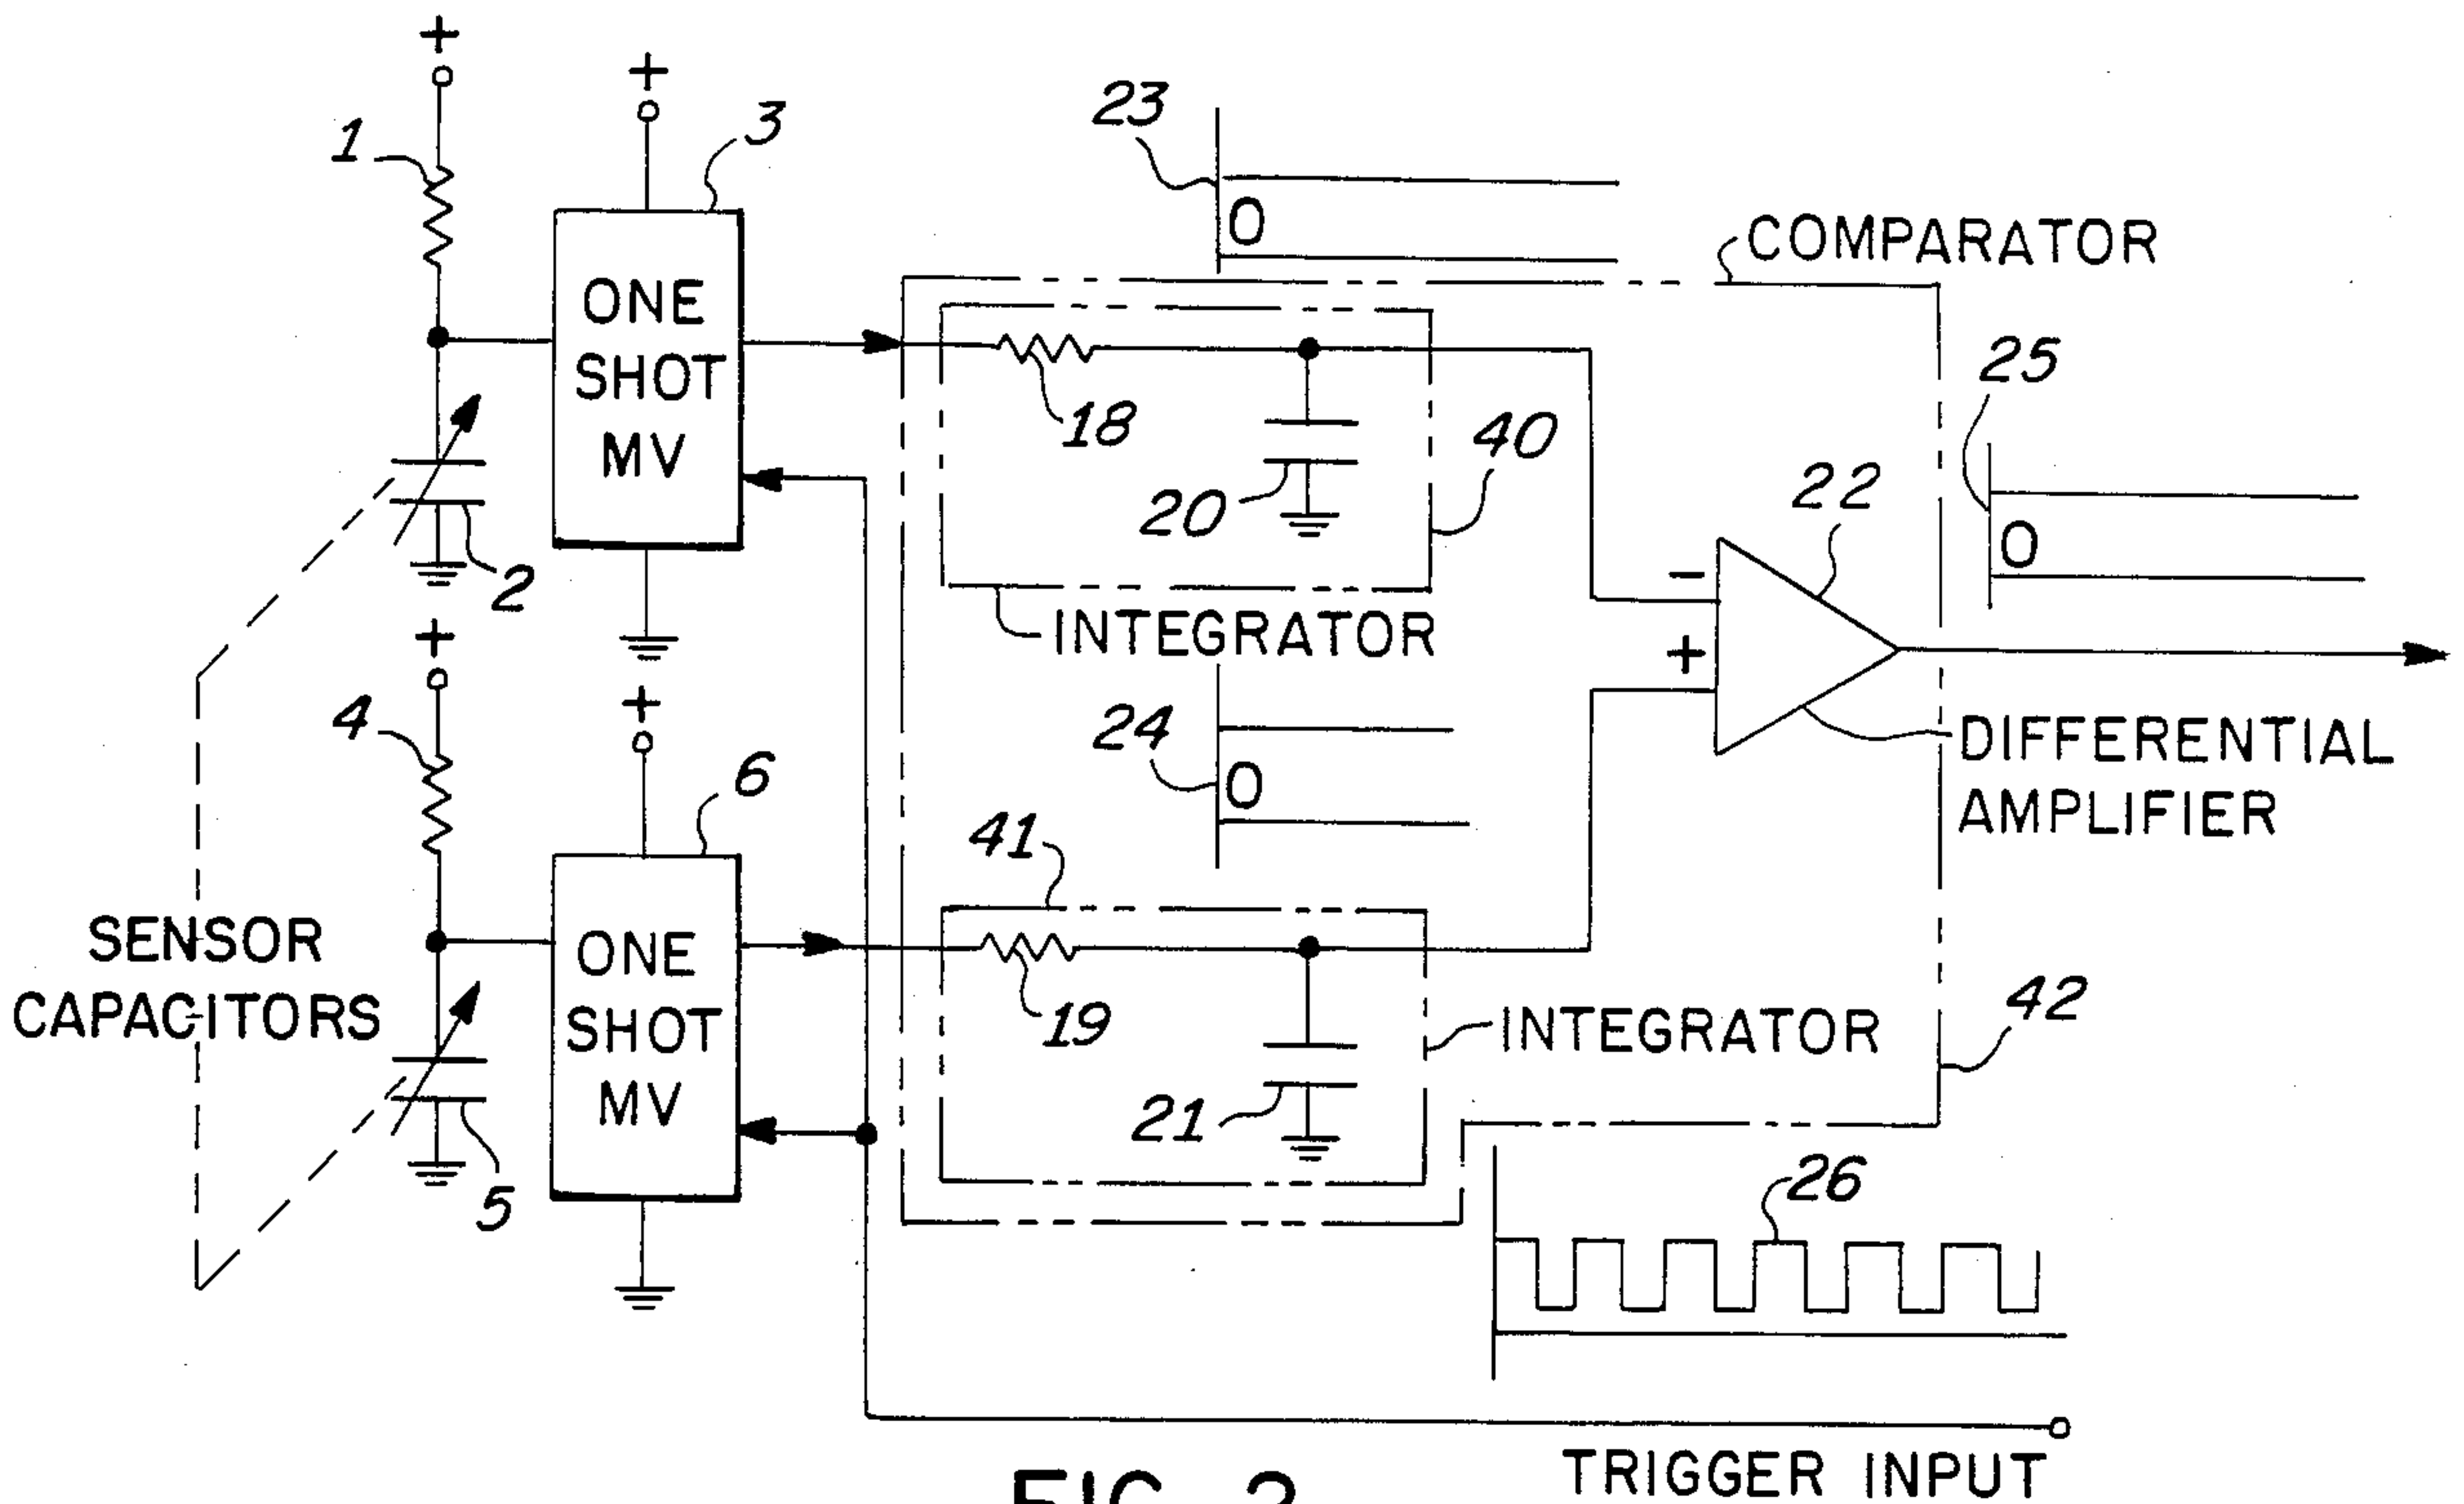 +
+
1
3
23
0
COMPARATOR
ONE
SHOT
MV
18
20
40
25
0
2
22
-
+
INTEGRATOR
+
4
+
6
24
0
DIFFERENTIAL
AMPLIFIER
41
SENSOR
CAPACITORS
ONE
SHOT
MV
19
INTEGRATOR
42
21
5
26
TRIGGER INPUT